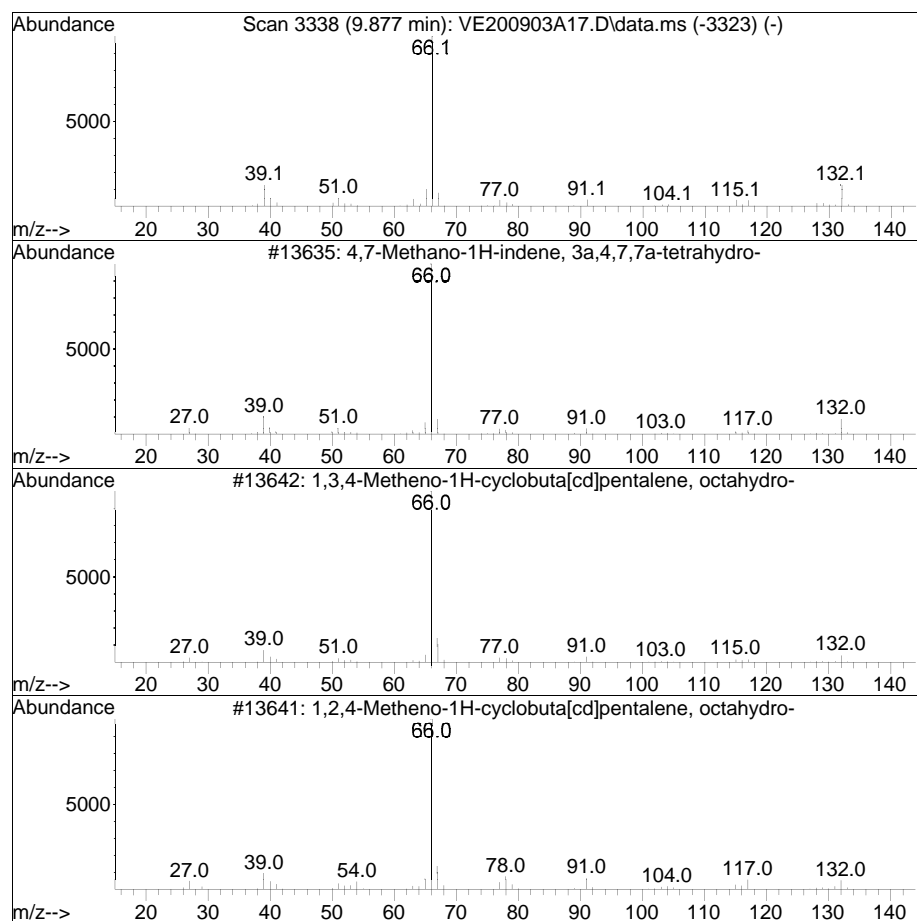 Abundance Scan 3338 (9.877 min): VE200903A17.D\data.ms (-3323) (-)
66.1
5000
39.1 51.0 77.0 91.1 104.1 115.1 132.1
m/z--> 20 30 40 50 60 70 80 90 100 110 120 130 140
Abundance #13635: 4,7-Methano-1H-indene, 3a,4,7,7a-tetrahydro-
66.0
5000
27.0 39.0 51.0 77.0 91.0 103.0 117.0 132.0
m/z--> 20 30 40 50 60 70 80 90 100 110 120 130 140
Abundance #13642: 1,3,4-Metheno-1H-cyclobuta[cd]pentalene, octahydro-
66.0
5000
27.0 39.0 51.0 77.0 91.0 103.0 115.0 132.0
m/z--> 20 30 40 50 60 70 80 90 100 110 120 130 140
Abundance #13641: 1,2,4-Metheno-1H-cyclobuta[cd]pentalene, octahydro-
66.0
5000
27.0 39.0 54.0 78.0 91.0 104.0 117.0 132.0
m/z--> 20 30 40 50 60 70 80 90 100 110 120 130 140